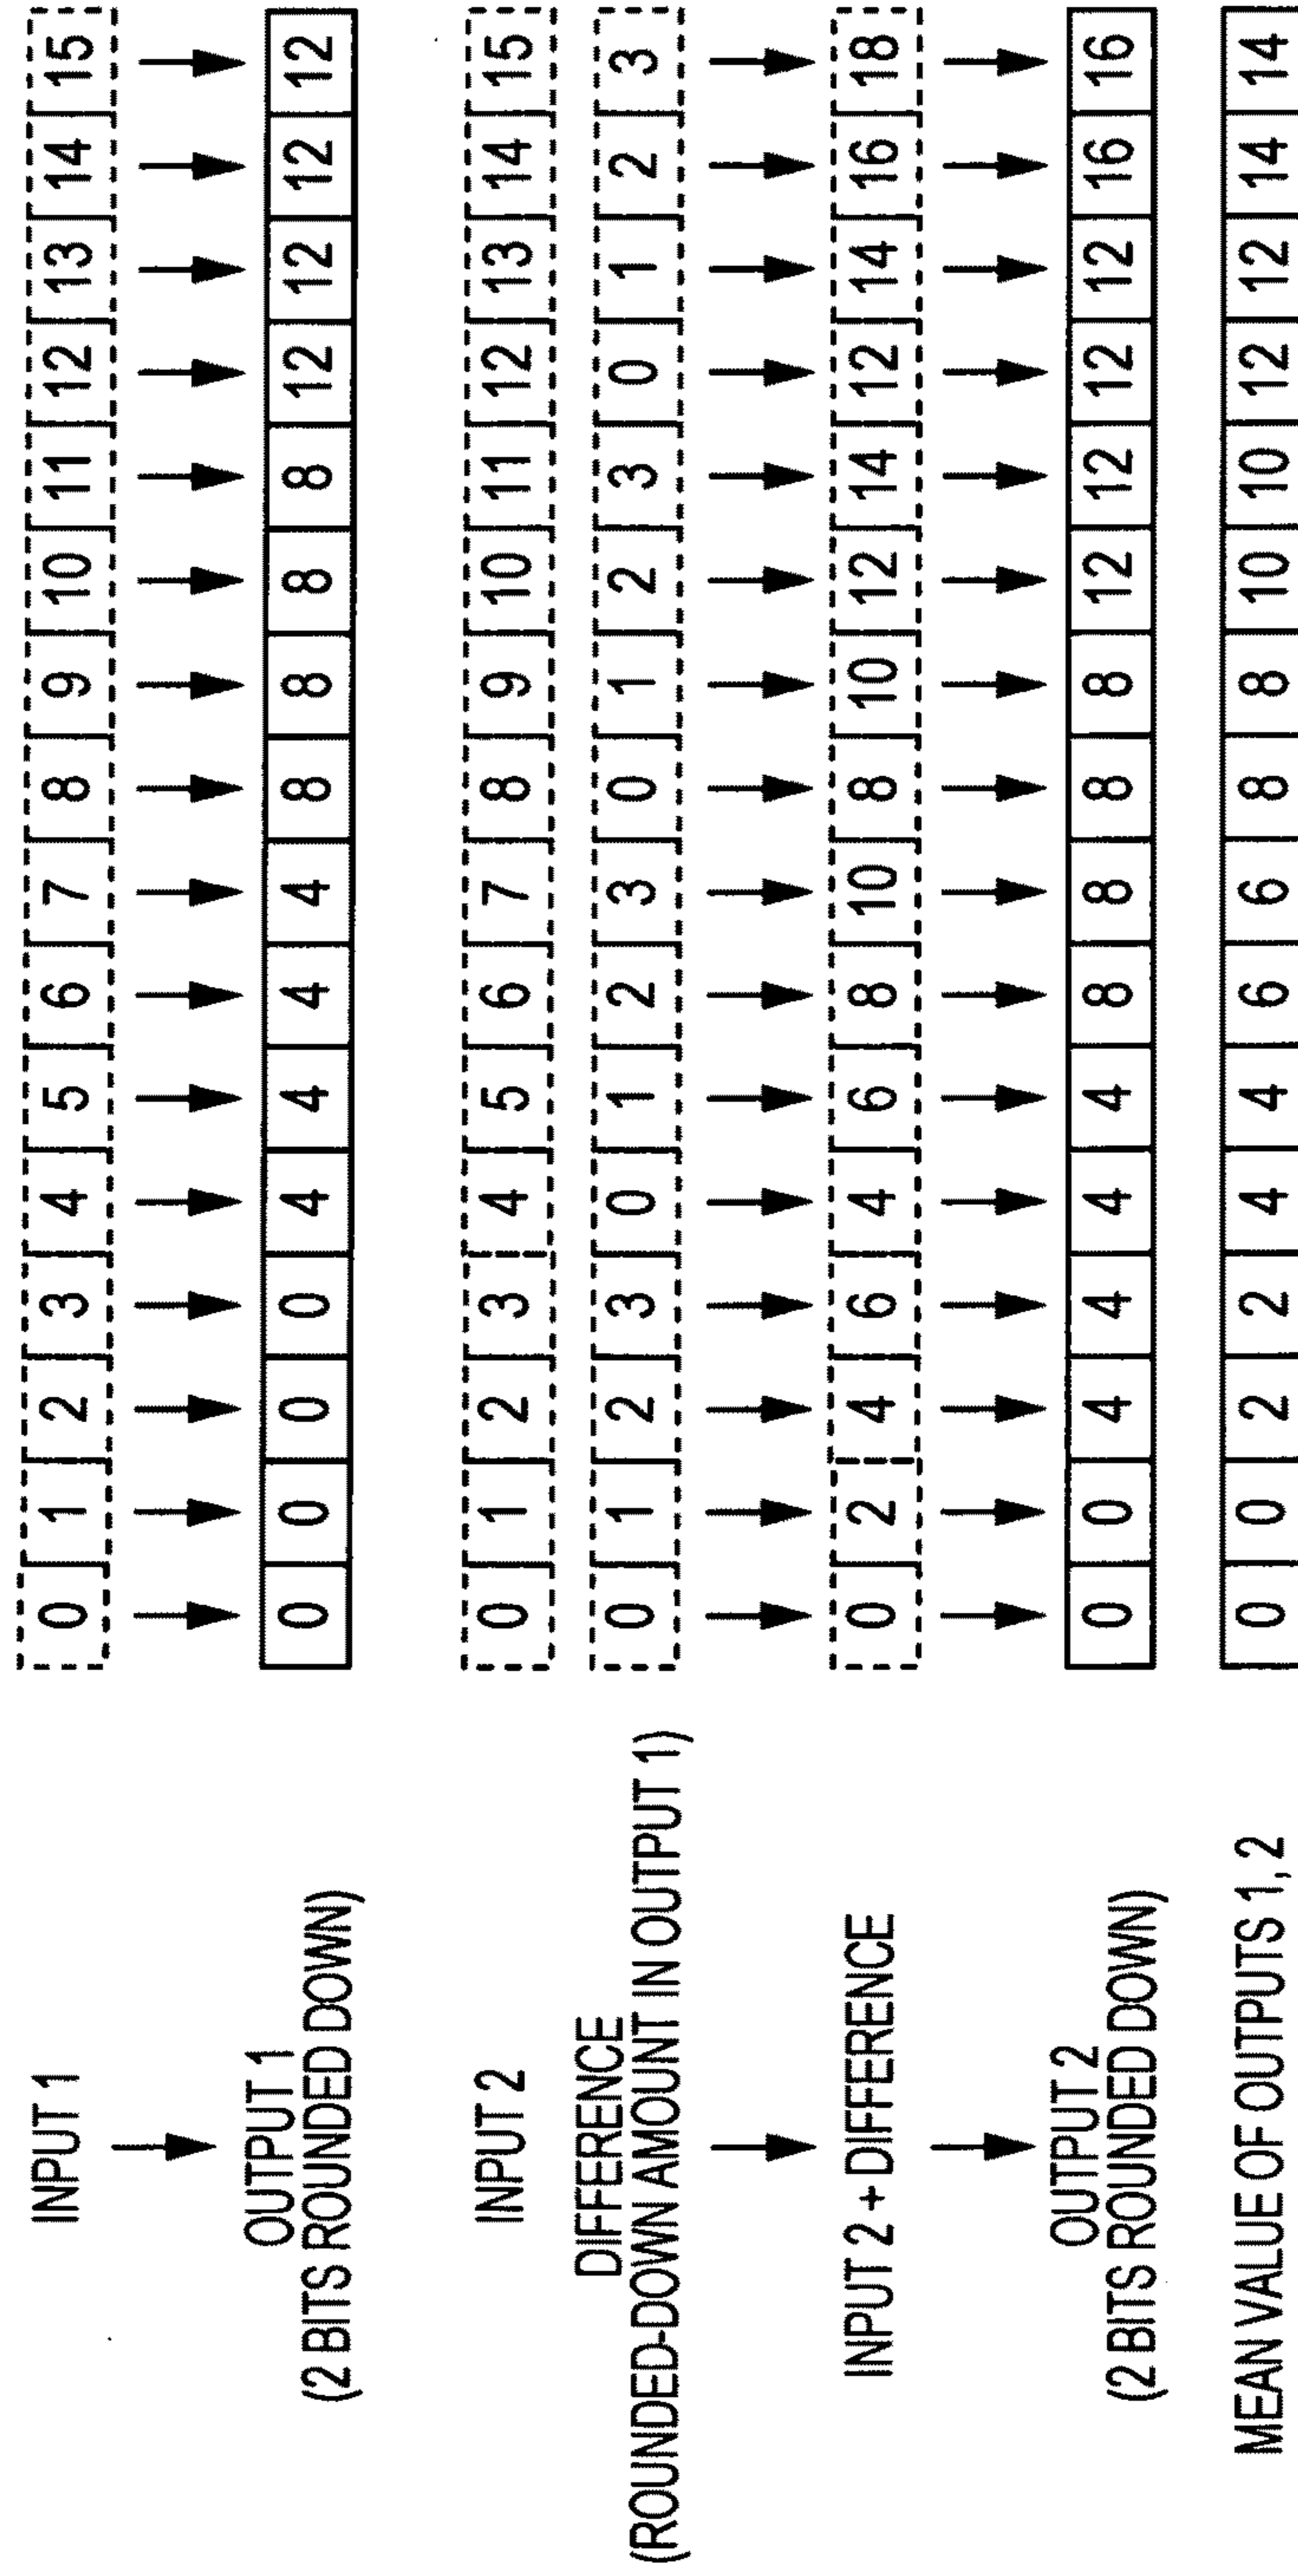 INPUT 1
0 1 2 3 4 5 6 7 8 9 10 11 12 13 14 15
OUTPUT 1
(2 BITS ROUNDED DOWN)
0 0 0 0 4 4 4 4 8 8 8 8 12 12 12 12
INPUT 2
0 1 2 3 4 5 6 7 8 9 10 11 12 13 14 15
DIFFERENCE
(ROUNDED-DOWN AMOUNT IN OUTPUT 1)
0 1 2 3 0 1 2 3 0 1 2 3 0 1 2 3
INPUT 2 + DIFFERENCE
0 2 4 6 4 6 8 10 8 10 12 14 12 14 16 18
OUTPUT 2
(2 BITS ROUNDED DOWN)
0 0 4 4 4 4 8 8 8 8 12 12 12 12 16 16
MEAN VALUE OF OUTPUTS 1, 2
0 0 2 2 4 4 6 6 8 8 10 10 12 12 14 14